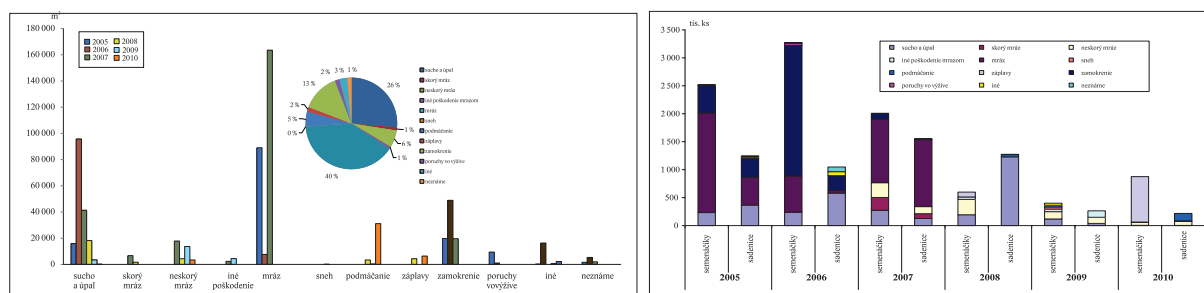 m³
180 000
160 000
140 000
120 000
100 000
80 000
60 000
40 000
20 000
0
2005 2008
2006 2009
2007 2010
2 % 3 % 1 %
13 %
26 %
2 %
5 %
0 %
1 %
6 %
1 %
40 %
sucho a úpal
skorý mráz
neskorý mráz
iné poškodenie mrazom
mráz
sneh
podmáčanie
záplavy
zamokrenie
poruchy vo výžive
iné
neznáme
sucho a úpal
skorý mráz
neskorý mráz
iné poškodenie
mráz
sneh
podmáčanie
záplavy
zamokrenie
poruchy vovýžive
iné
neznáme
tis. ks
3 500
3 000
2 500
2 000
1 500
1 000
500
0
sucho a úpal skorý mráz neskorý mráz
iné poškodenie mrazom mráz sneh
podmáčanie záplavy zamokrenie
poruchy vo výžive iné neznáme
semenáčiky sadenice semenáčiky sadenice semenáčiky sadenice semenáčiky sadenice semenáčiky sadenice semenáčiky sadenice
2005 2006 2007 2008 2009 2010